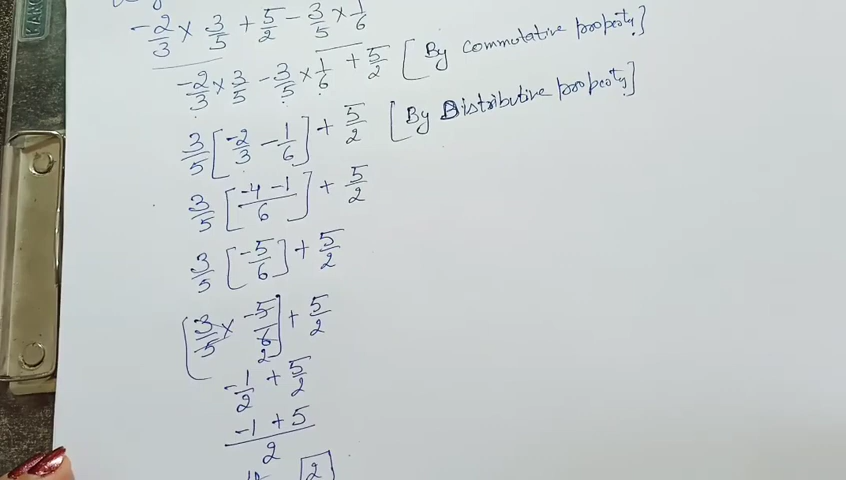 -2/3 × 3/5 + 5/2 - 3/5 × 1/6
-2/3 × 3/5 - 3/5 × 1/6 + 5/2 [By commutative property]
3/5 [-2/3 - 1/6] + 5/2 [By Distributive property]
3/5 [-4 -1/6] + 5/2
3/5 [-5/6] + 5/2
[3/5 × -5/6 2] + 5/2
-1/2 + 5/2
-1 + 5/2
2